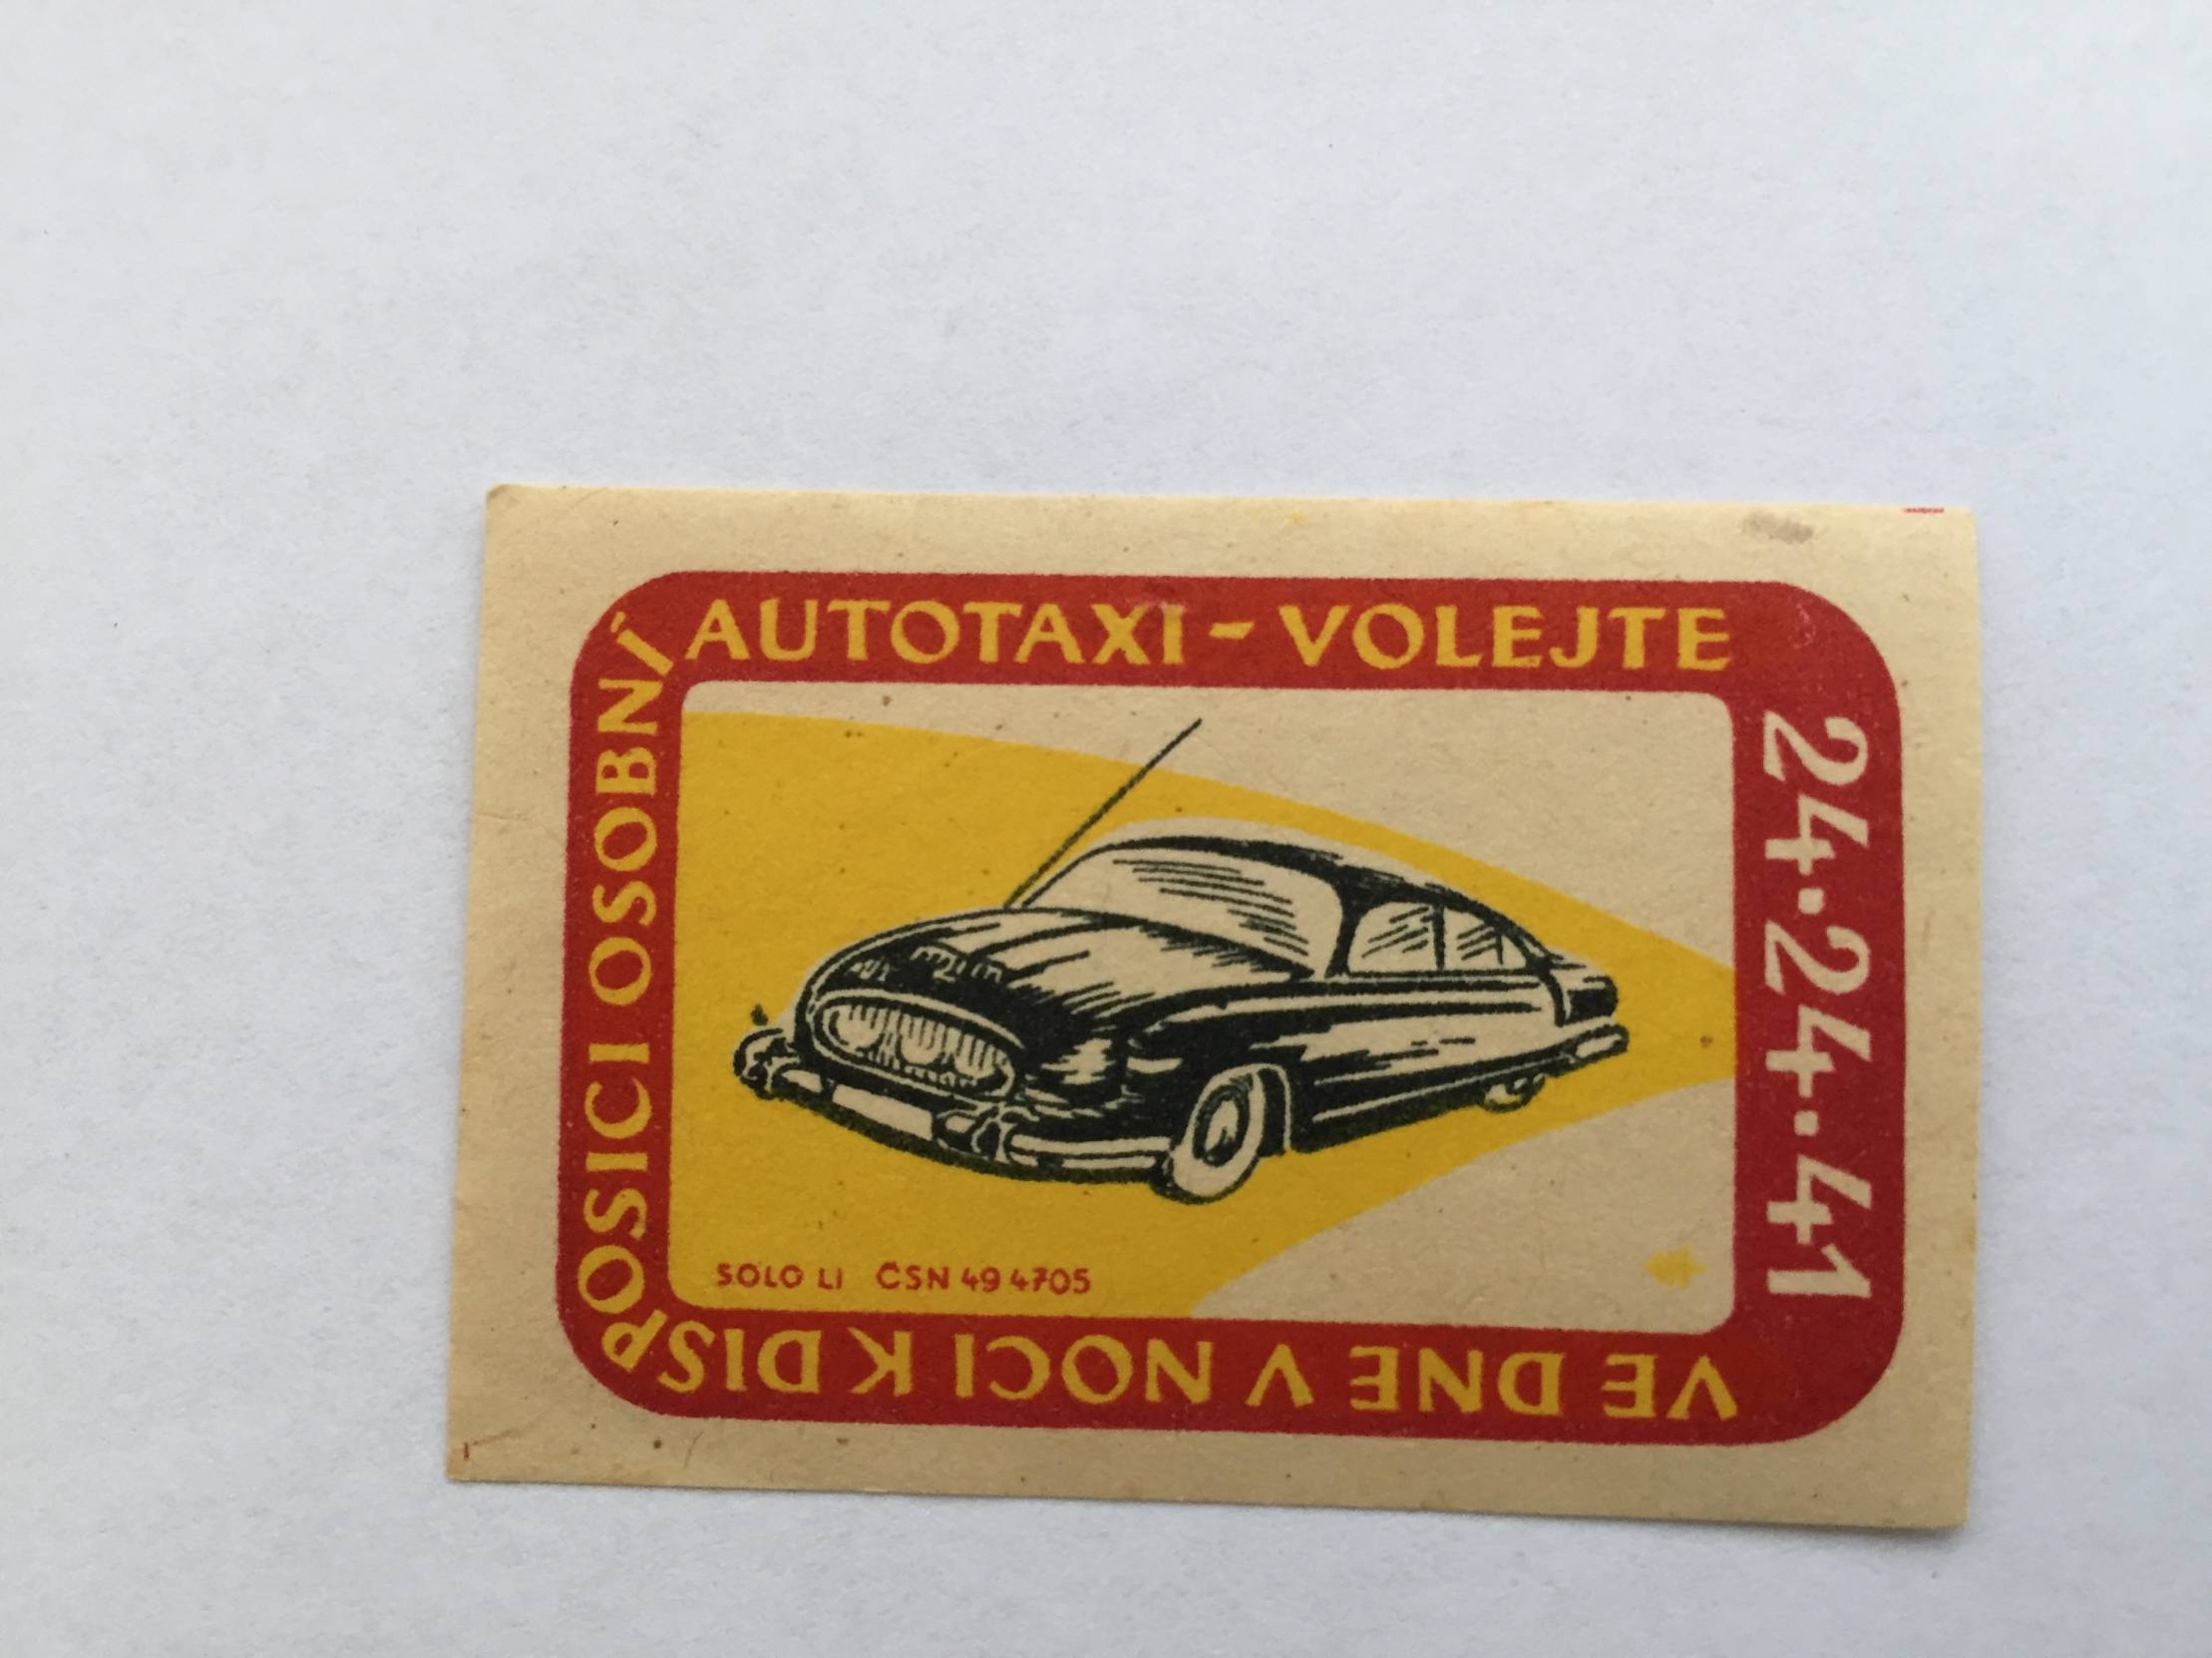 VE DNE V NOCI K DISPOSICI OSOBNÍ
AUTOTAXI - VOLEJTE
24.24.41
SOLO LI ČSN 49 4705